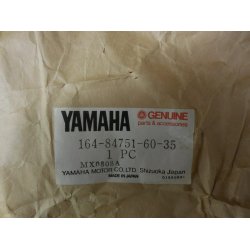 YAMAHA GENUINE
parts & accessories
164-84751-60-35
1 PC
MX0808A
YAMAHA MOTOR CO., LTD. Shizuoka Japan
MADE IN JAPAN